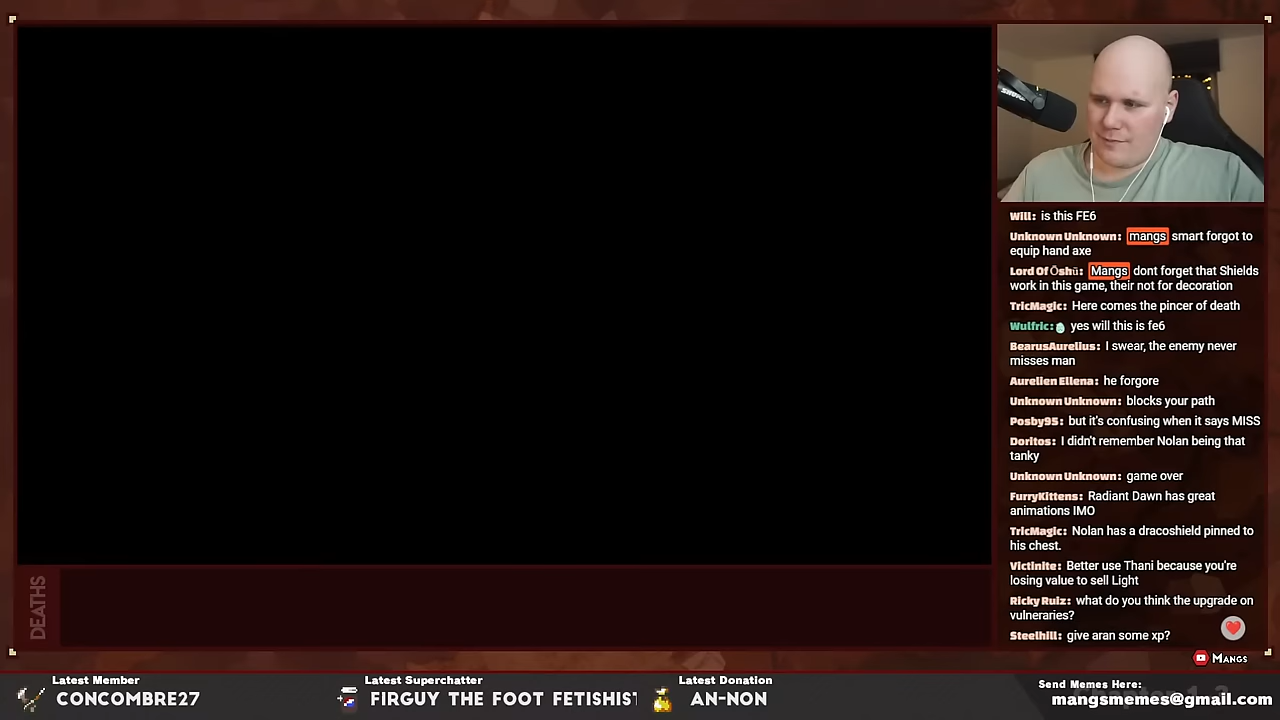 SHURE
Will: is this FE6
Unknown Unknown: mangs smart forgot to
equip hand axe
Lord Of Ōshū: Mangs dont forget that Shields
work in this game, their not for decoration
TricMagic: Here comes the pincer of death
Wulfric: yes will this is fe6
BearusAurelius: I swear, the enemy never
misses man
Aurelien Ellena: he forgore
Unknown Unknown: blocks your path
Posby95: but it's confusing when it says MISS
Doritos: I didn't remember Nolan being that
tanky
Unknown Unknown: game over
FurryKittens: Radiant Dawn has great
animations IMO
TricMagic: Nolan has a dracoshield pinned to
his chest.
Victinite: Better use Thani because you're
losing value to sell Light
Ricky Ruiz: what do you think the upgrade on
vulneraries?
Steelhill: give aran some xp?
DEATHS
MANGS
Latest Member
CONCOMBRE27
Latest Superchatter
FIRGUY THE FOOT FETISHIST
Latest Donation
AN-NON
Send Memes Here:
mangsmemes@gmail.com